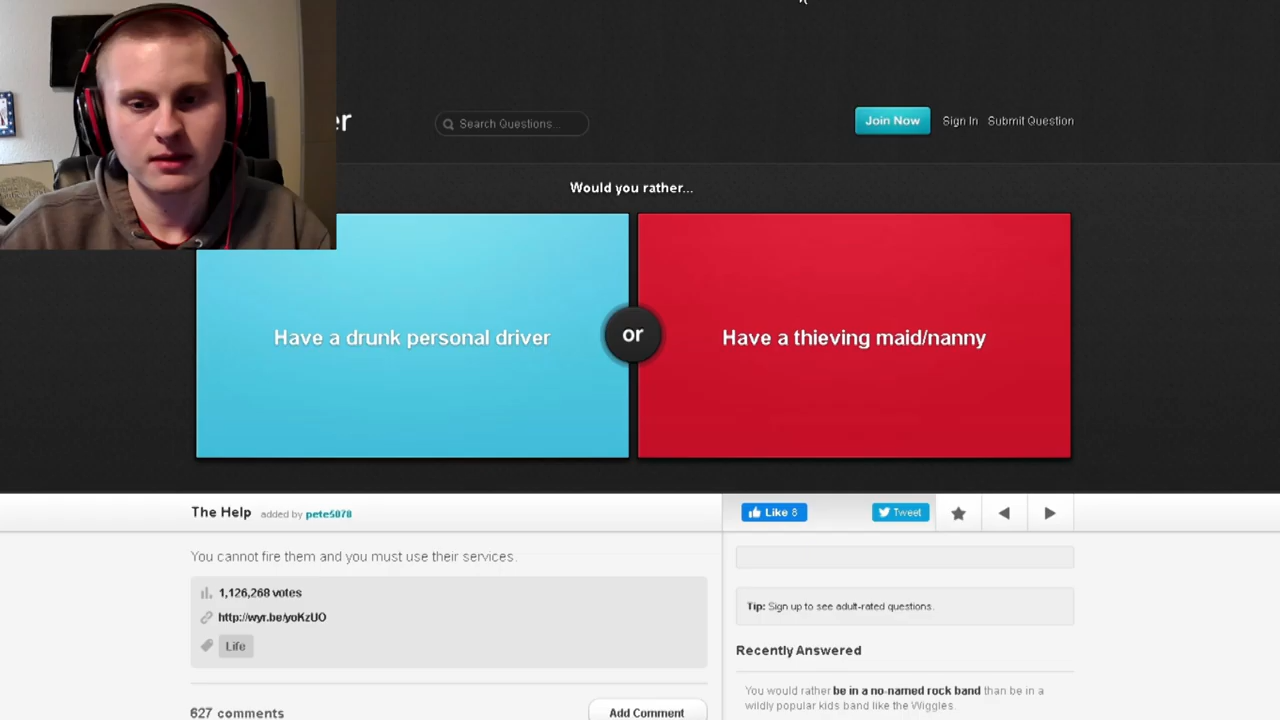 er
Search Questions...
Join Now
Sign In
Submit Question
Would you rather...
Have a drunk personal driver
or
Have a thieving maid/nanny
The Help
added by pete5078
Like 8
Tweet
You cannot fire them and you must use their services.
1,126,268 votes
http://wyr.be/yoKzUO
Life
Tip: Sign up to see adult-rated questions.
Recently Answered
You would rather be in a no-named rock band than be in a
wildly popular kids band like the Wiggles.
627 comments
Add Comment